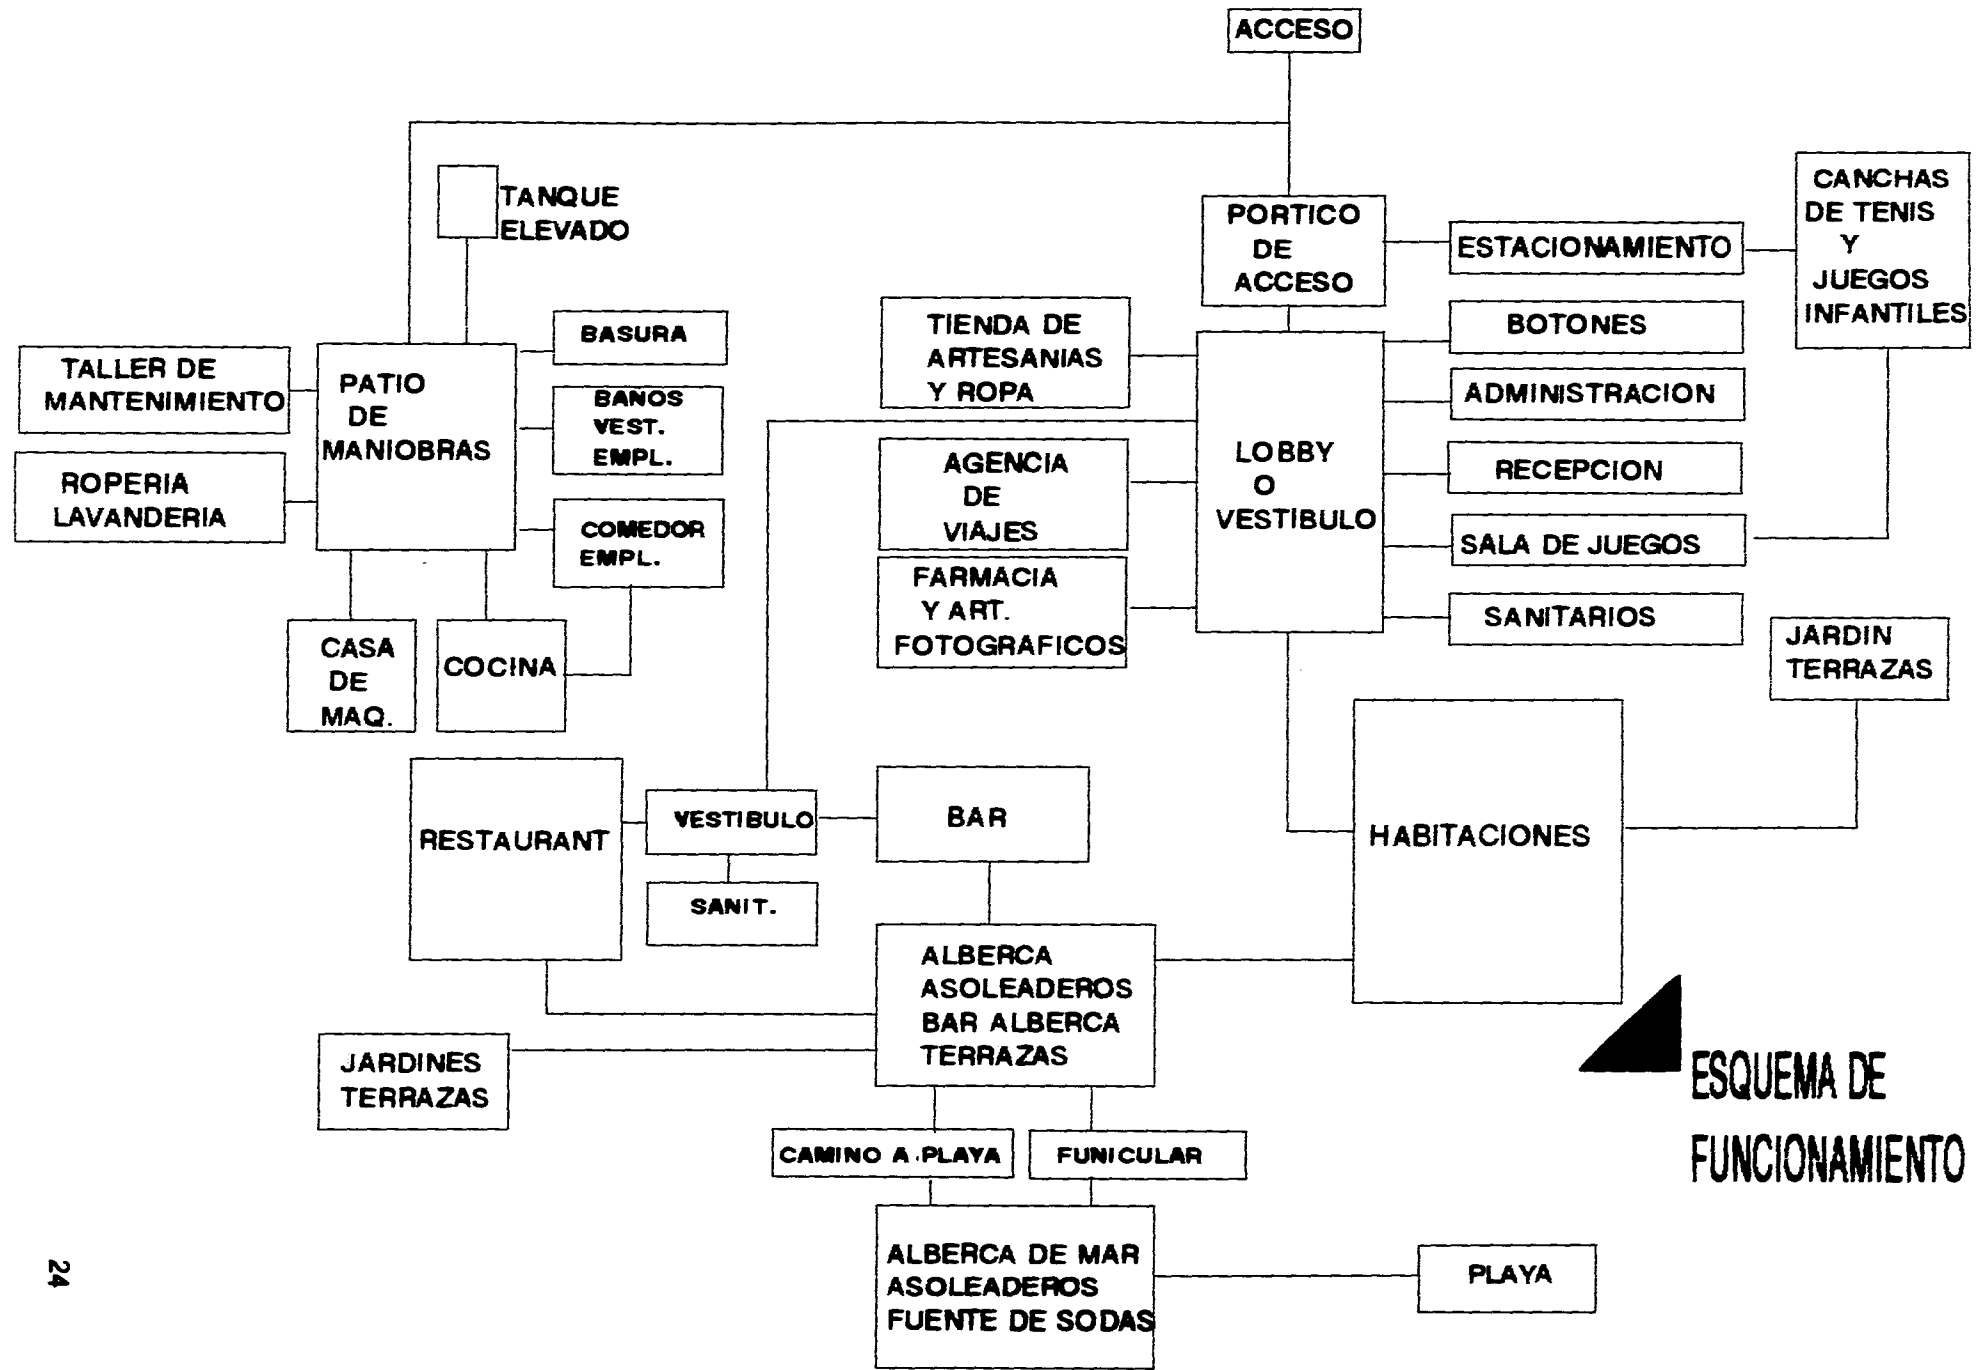 ACCESO
TANQUE
ELEVADO
PORTICO
DE
ACCESO
ESTACIONAMIENTO
CANCHAS
DE TENIS
Y
JUEGOS
INFANTILES
TIENDA DE
ARTESANIAS
Y ROPA
BOTONES
BASURA
TALLER DE
MANTENIMIENTO
PATIO
DE
MANIOBRAS
BANOS
VEST.
EMPL.
ADMINISTRACION
ROPERIA
LAVANDERIA
AGENCIA
DE
VIAJES
LOBBY
O
VESTIBULO
RECEPCION
COMEDOR
EMPL.
SALA DE JUEGOS
FARMACIA
Y ART.
FOTOGRAFICOS
SANITARIOS
CASA
DE
MAQ.
COCINA
JARDIN
TERRAZAS
RESTAURANT
VESTIBULO
BAR
HABITACIONES
SANIT.
ALBERCA
ASOLEADEROS
BAR ALBERCA
TERRAZAS
JARDINES
TERRAZAS
CAMINO A PLAYA
FUNICULAR
ESQUEMA DE
FUNCIONAMIENTO
ALBERCA DE MAR
ASOLEADEROS
FUENTE DE SODAS
PLAYA
24